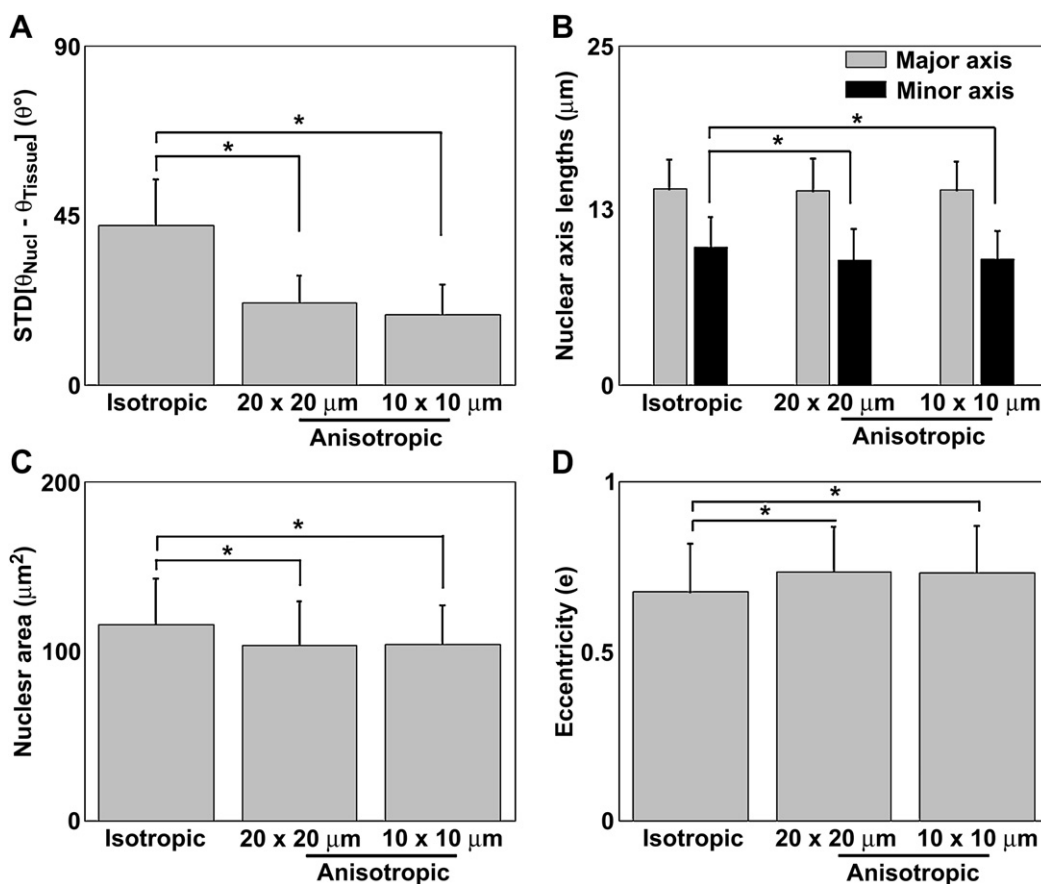 A
90
45
0
STD[θNucl - θTissue] (θ°)
*
*
Isotropic
20 x 20 μm
10 x 10 μm
Anisotropic
B
25
13
0
Nuclear axis lengths (μm)
Major axis
Minor axis
*
*
Isotropic
20 x 20 μm
10 x 10 μm
Anisotropic
C
200
100
0
Nuclesr area (μm²)
*
*
Isotropic
20 x 20 μm
10 x 10 μm
Anisotropic
D
1
0.5
0
Eccentricity (e)
*
*
Isotropic
20 x 20 μm
10 x 10 μm
Anisotropic